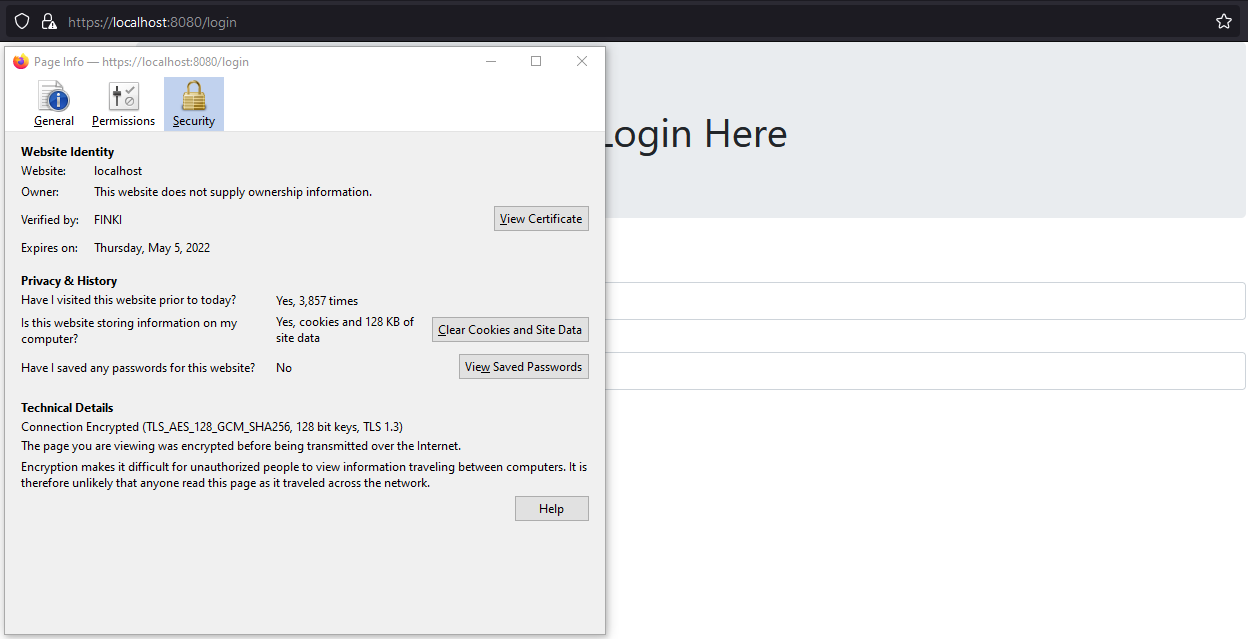 https://localhost:8080/login
Page Info — https://localhost:8080/login
General Permissions Security
Login Here
Website Identity
Website: localhost
Owner: This website does not supply ownership information.
Verified by: FINKI View Certificate
Expires on: Thursday, May 5, 2022
Privacy & History
Have I visited this website prior to today? Yes, 3,857 times
Is this website storing information on my
computer?
Yes, cookies and 128 KB of
site data
Clear Cookies and Site Data
Have I saved any passwords for this website? No View Saved Passwords
Technical Details
Connection Encrypted (TLS_AES_128_GCM_SHA256, 128 bit keys, TLS 1.3)
The page you are viewing was encrypted before being transmitted over the Internet.
Encryption makes it difficult for unauthorized people to view information traveling between computers. It is
therefore unlikely that anyone read this page as it traveled across the network.
Help